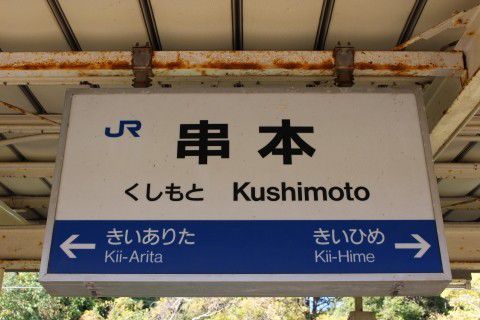 JR 串本
くしもと Kushimoto
← きいありた きいひめ →
Kii-Arita Kii-Hime